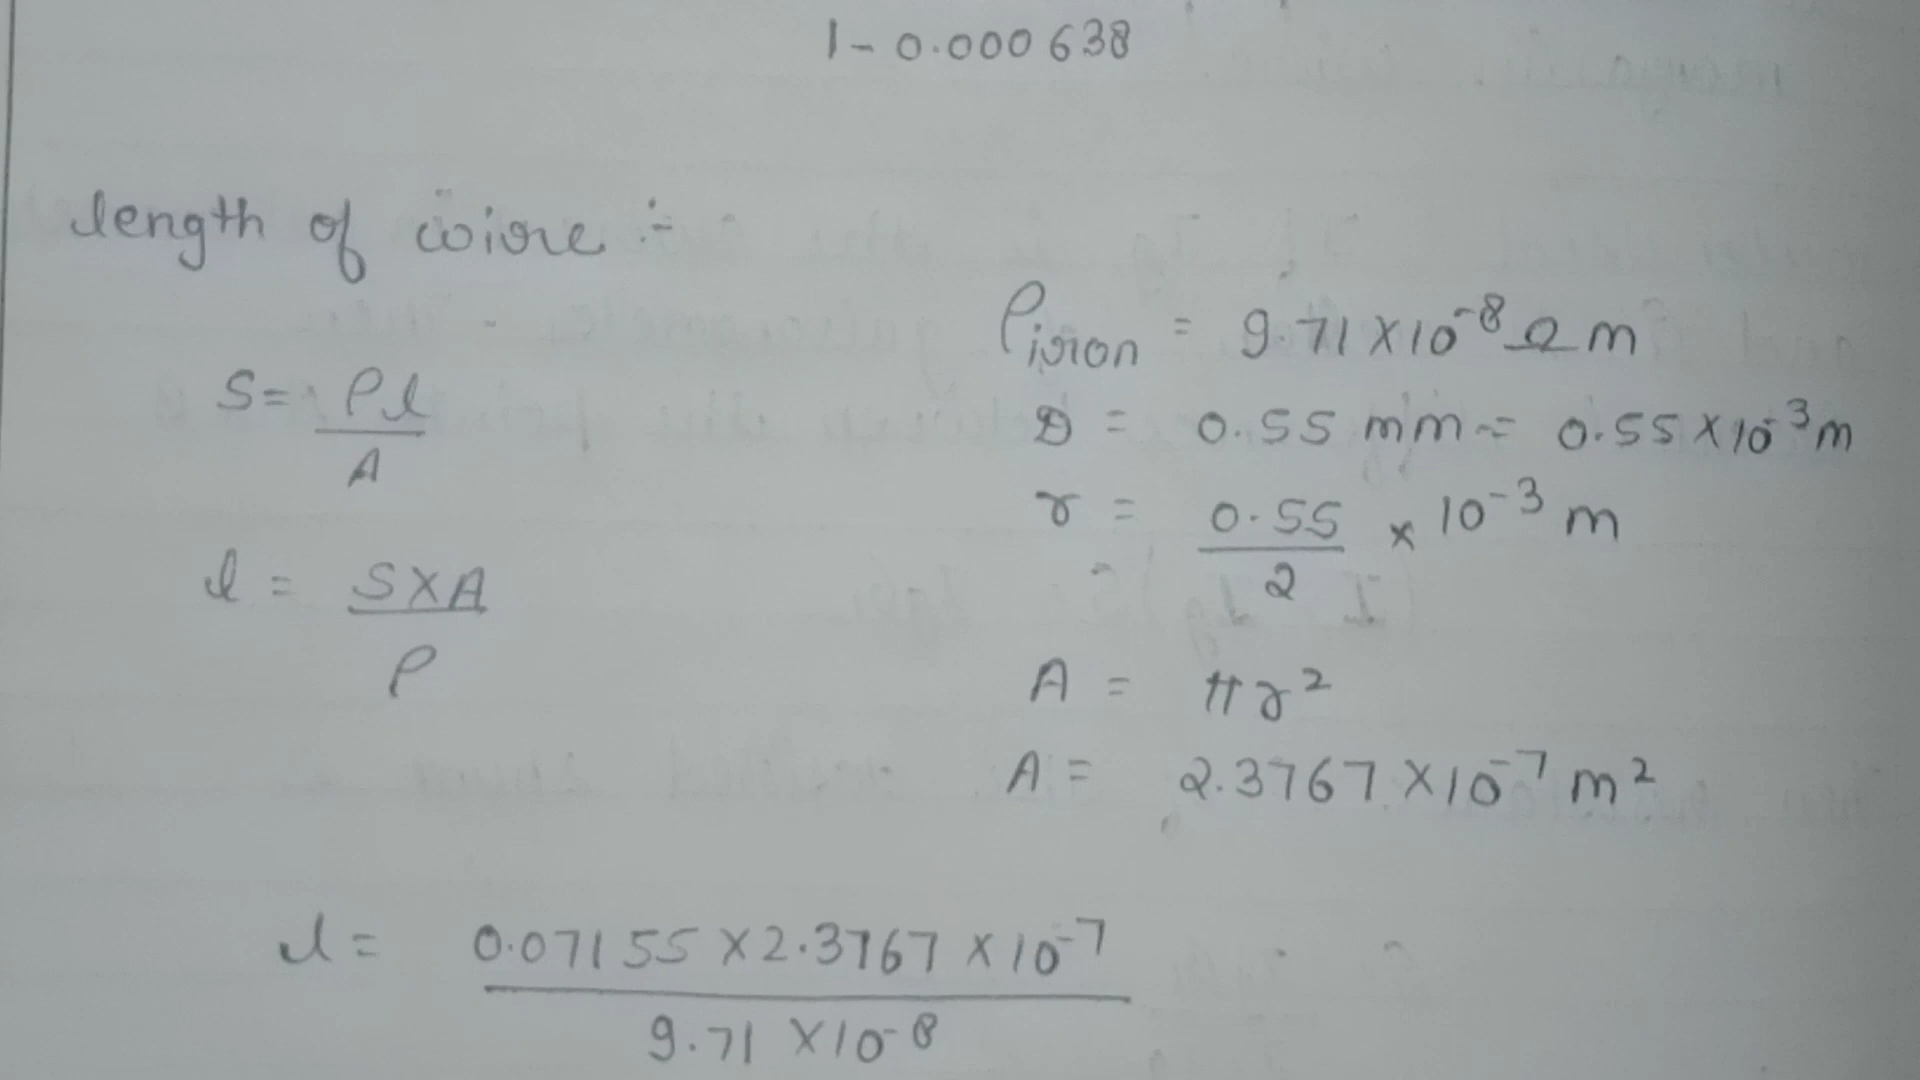 1 - 0.000 638
length of wire :-
ρiron = 9.71 X 10^-8 Ω m
S = ρl / A
D = 0.55 mm = 0.55 X 10^-3 m
r = 0.55 / 2 x 10^-3 m
l = S X A / ρ
A = πr²
A = 2.3767 X 10^-7 m²
l = 0.07155 X 2.3767 X 10^-7 / 9.71 X 10^-8